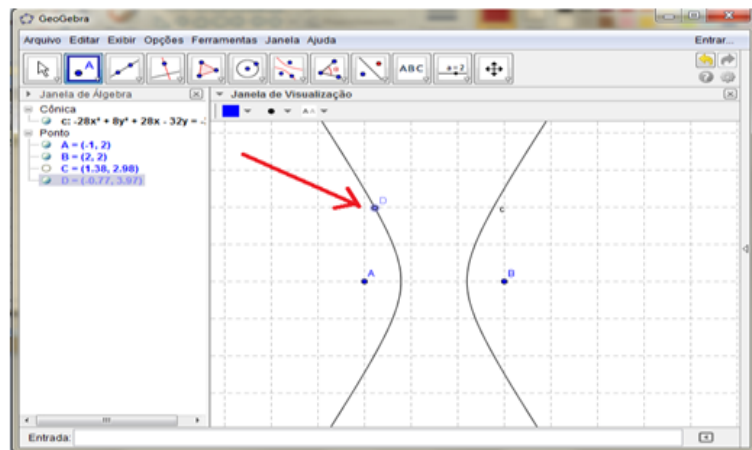 GeoGebra
Arquivo Editar Exibir Opções Ferramentas Janela Ajuda
Entrar...
A
ABC
a=2
Janela de Álgebra
Janela de Visualização
Cônica
c: -28x² + 8y² + 28x - 32y = -
Ponto
A = (-1, 2)
B = (2, 2)
C = (1.38, 2.98)
D = (-0.77, 3.97)
D
c
A
B
Entrada: